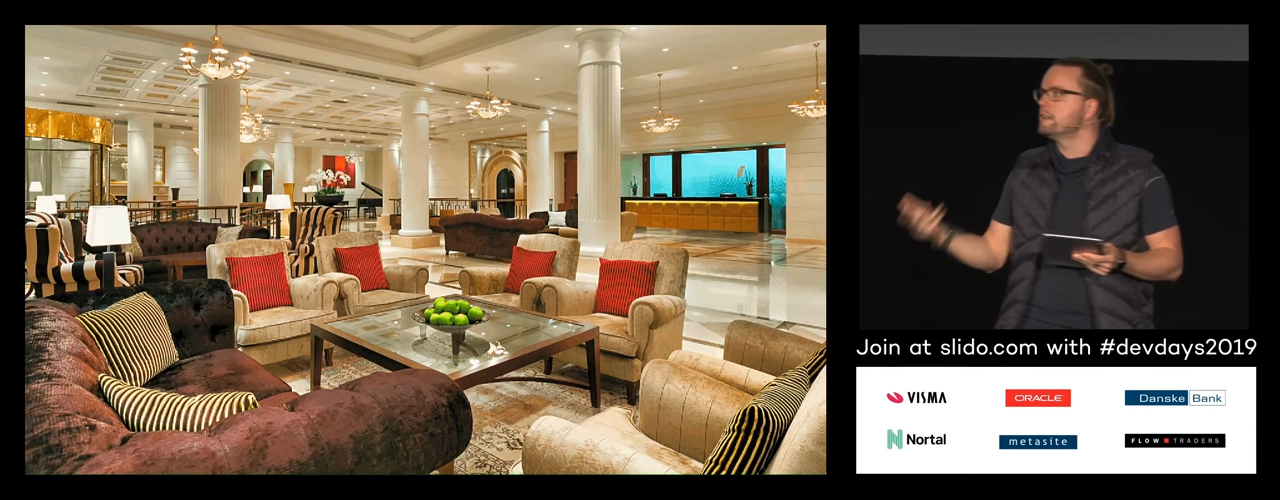 Join at slido.com with #devdays2019
VISMA
ORACLE
Danske Bank
Nortal
metasite
FLOW TRADERS